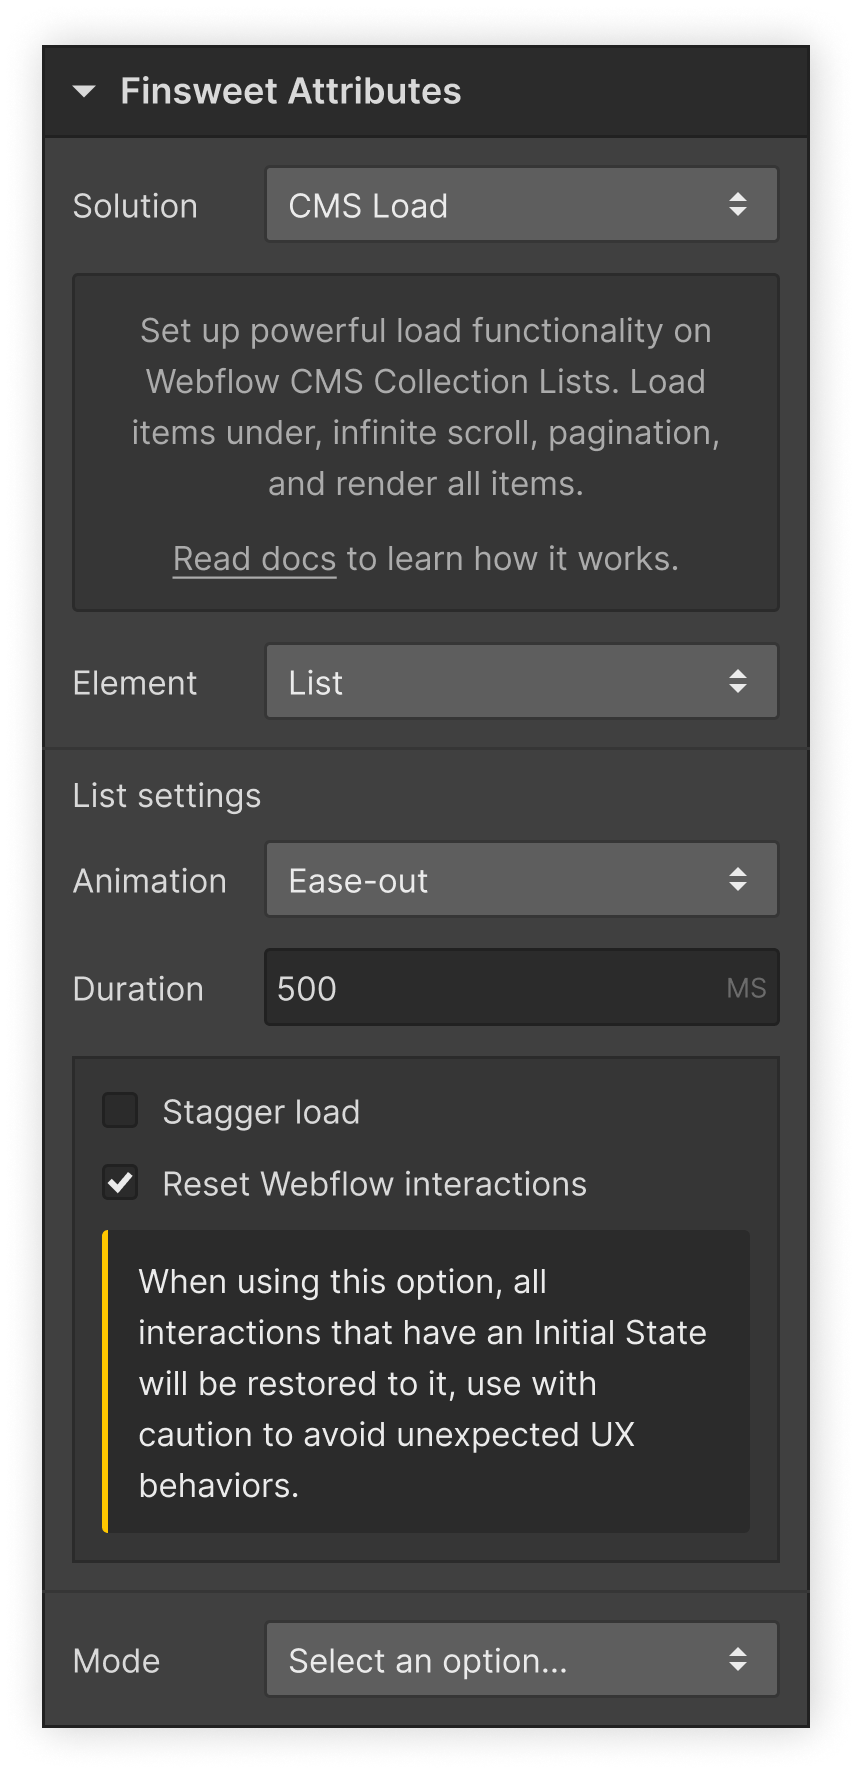 Finsweet Attributes
Solution
CMS Load
Set up powerful load functionality on
Webflow CMS Collection Lists. Load
items under, infinite scroll, pagination,
and render all items.
Read docs to learn how it works.
Element
List
List settings
Animation
Ease-out
Duration
500
MS
Stagger load
Reset Webflow interactions
When using this option, all
interactions that have an Initial State
will be restored to it, use with
caution to avoid unexpected UX
behaviors.
Mode
Select an option...